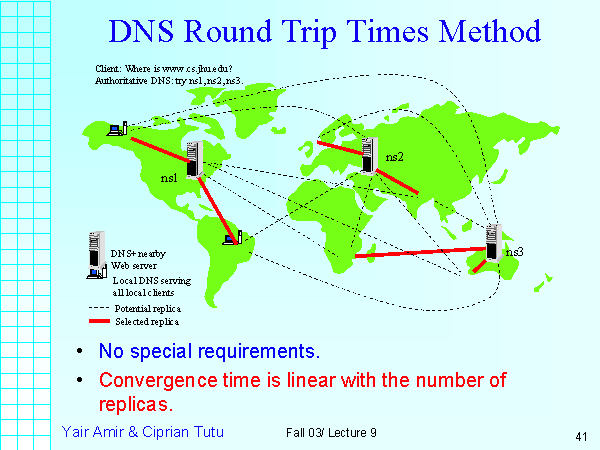 DNS Round Trip Times Method
Client: Where is www.cs.jhu.edu?
Authoritative DNS: try ns1, ns2, ns3.
ns2
ns1
ns3
DNS+ nearby
Web server
Local DNS serving
all local clients
Potential replica
Selected replica
• No special requirements.
• Convergence time is linear with the number of
replicas.
Yair Amir & Ciprian Tutu
Fall 03/ Lecture 9
41